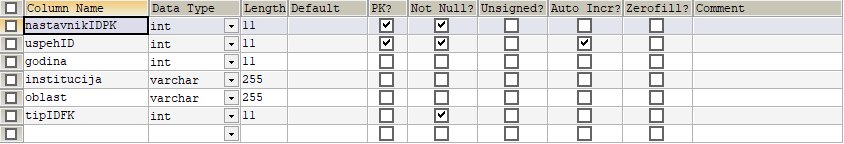 Column Name Data Type Length Default PK? Not Null? Unsigned? Auto Incr? Zerofill? Comment
nastavnikIDPK int 11
uspehID int 11
godina int 11
institucija varchar 255
oblast varchar 255
tipIDFK int 11